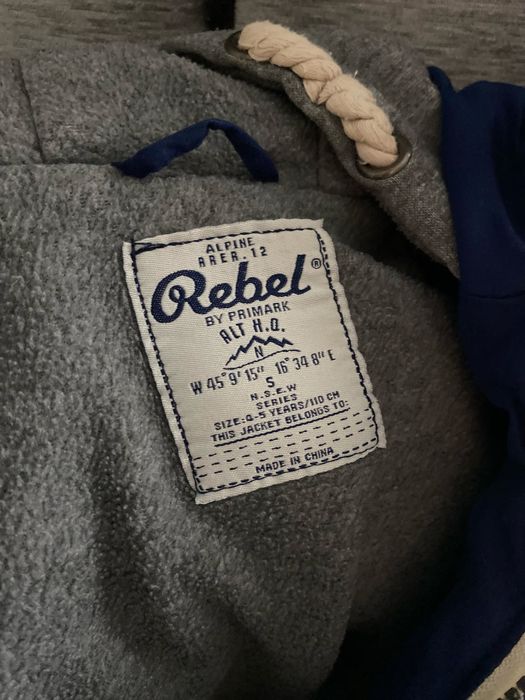 ALPINE
RRER.12
Rebel®
BY PRIMARK
ALT H.Q.
N
W 45°9'15" 16°34'8" E
S
N.S.E.W
SERIES
SIZE:4-5 YEARS/110 CM
THIS JACKET BELONGS TO:
MADE IN CHINA